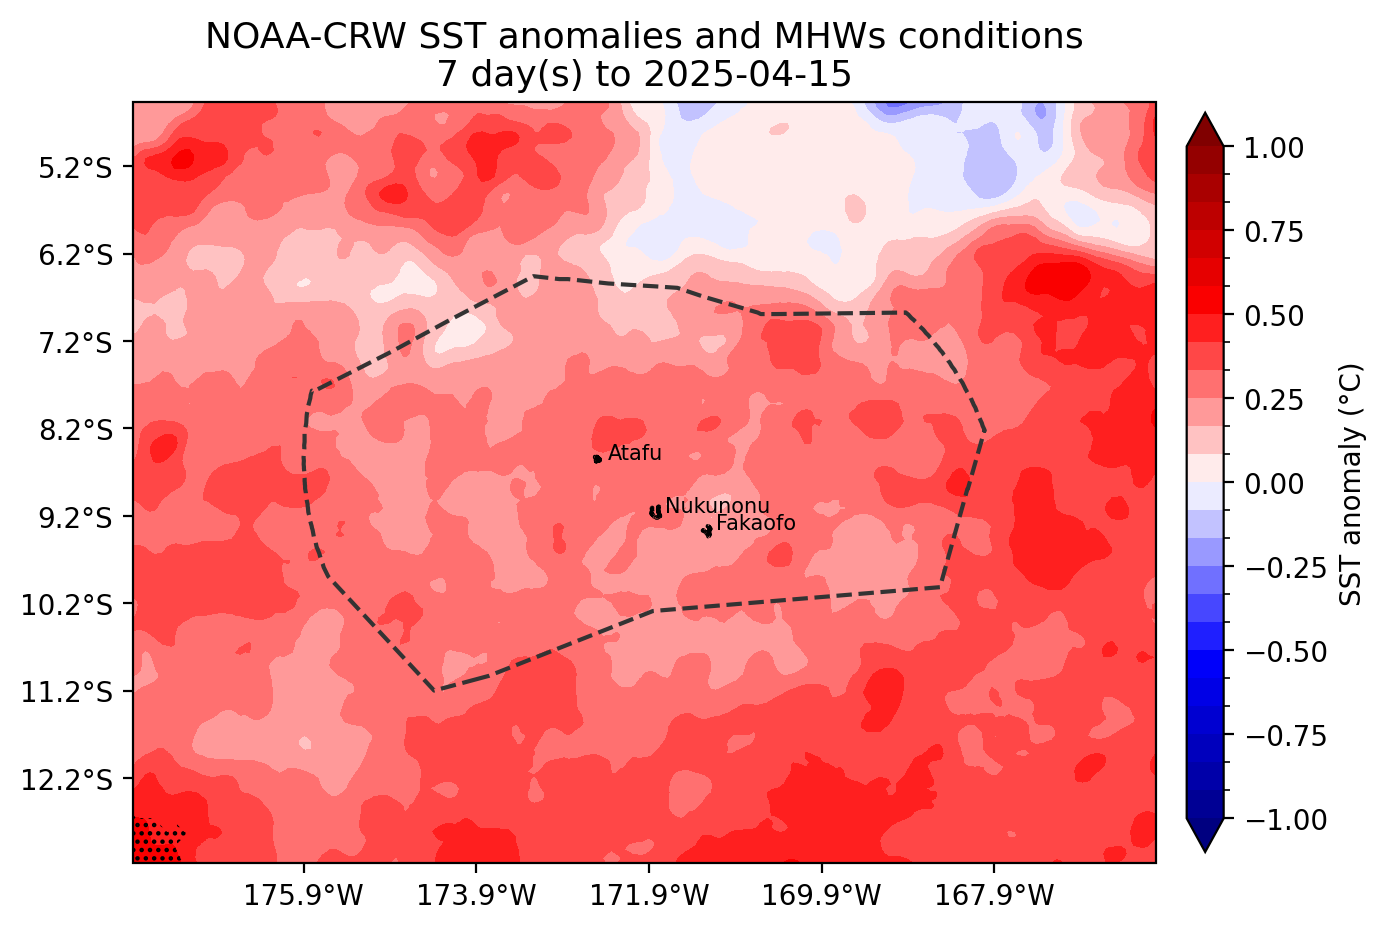 NOAA-CRW SST anomalies and MHWs conditions
7 day(s) to 2025-04-15
5.2°S
6.2°S
7.2°S
8.2°S
9.2°S
10.2°S
11.2°S
12.2°S
175.9°W
173.9°W
171.9°W
169.9°W
167.9°W
Atafu
Nukunonu
Fakaofo
1.00
0.75
0.50
0.25
0.00
−0.25
−0.50
−0.75
−1.00
SST anomaly (°C)